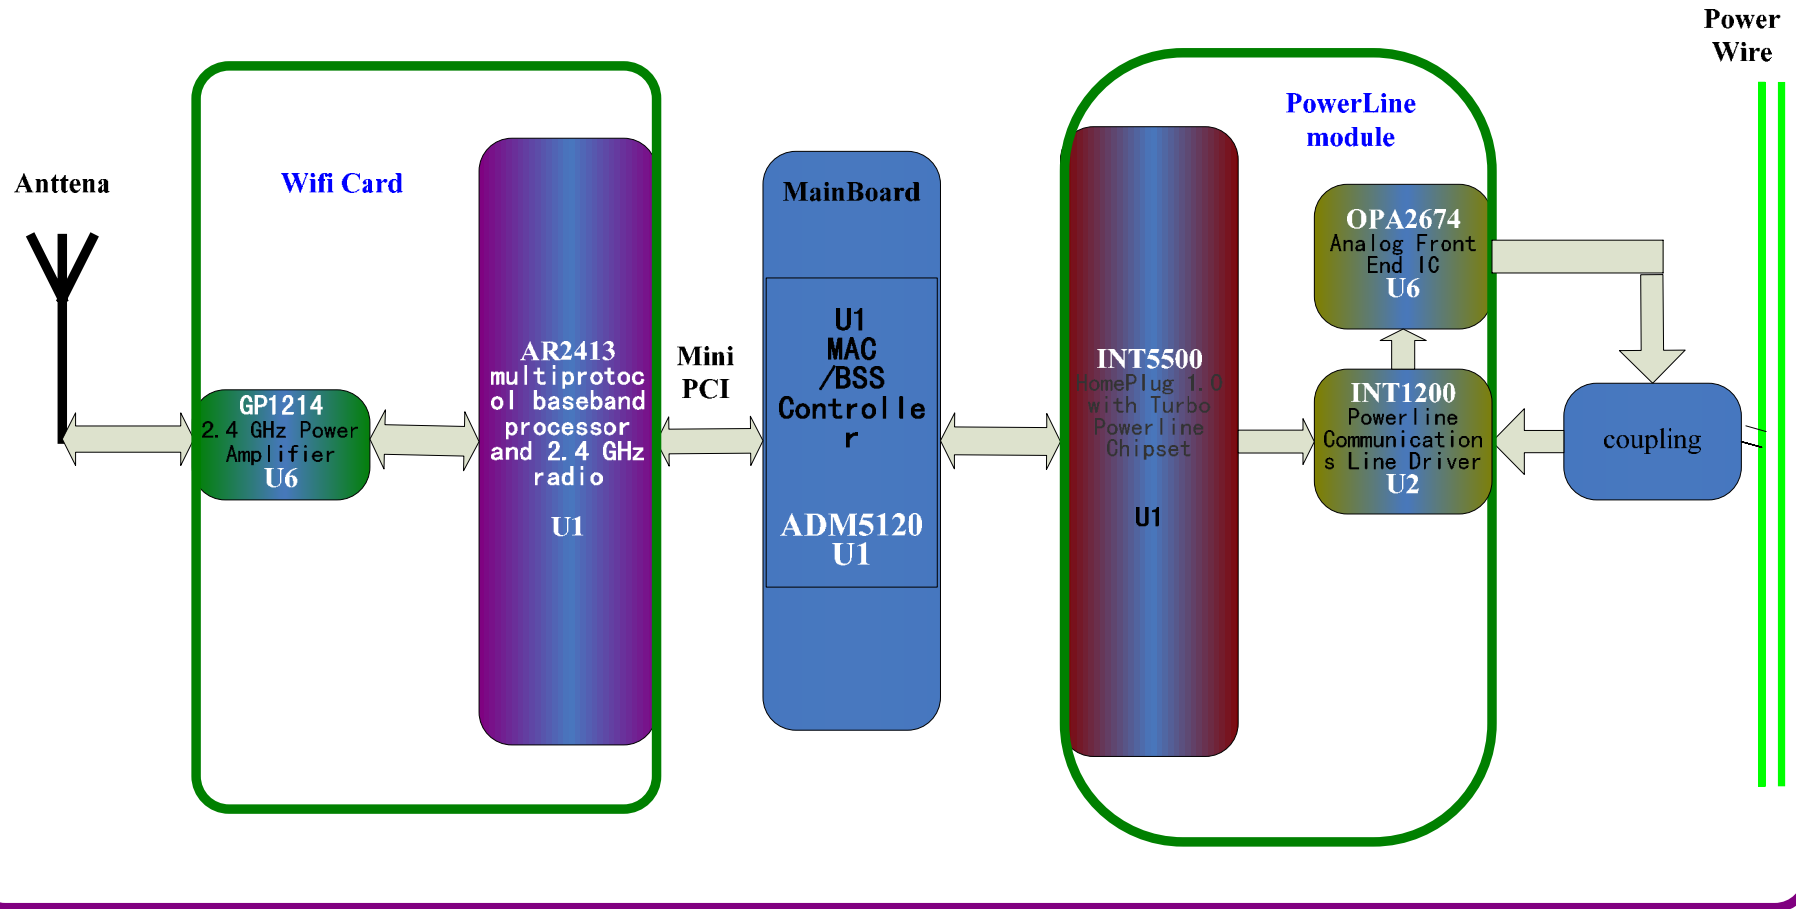 Power
Wire
PowerLine
module
Anttena
Wifi Card
MainBoard
OPA2674
Analog Front
End IC
U6
U1
MAC
/BSS
Controlle
r
ADM5120
U1
AR2413
multiprotoc
ol baseband
processor
and 2.4 GHz
radio
U1
Mini
PCI
INT5500
HomePlug 1.0
with Turbo
Powerline
Chipset
U1
GP1214
2.4 GHz Power
Amplifier
U6
INT1200
Powerline
Communication
s Line Driver
U2
coupling